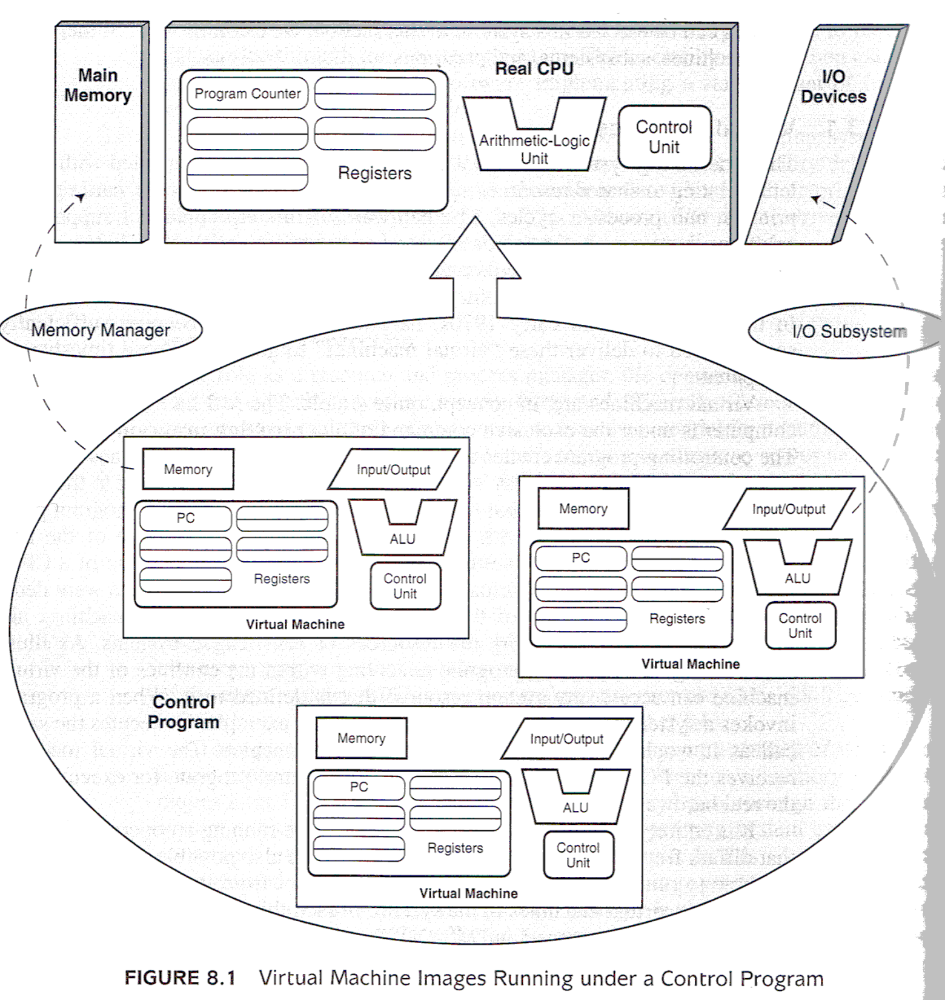 Main
Memory
Real CPU
Program Counter
Registers
Arithmetic-Logic
Unit
Control
Unit
I/O
Devices
Memory Manager
I/O Subsystem
Memory
Input/Output
PC
ALU
Registers
Control
Unit
Virtual Machine
Memory
Input/Output
PC
ALU
Registers
Control
Unit
Virtual Machine
Control
Program
Memory
Input/Output
PC
ALU
Registers
Control
Unit
Virtual Machine
FIGURE 8.1 Virtual Machine Images Running under a Control Program